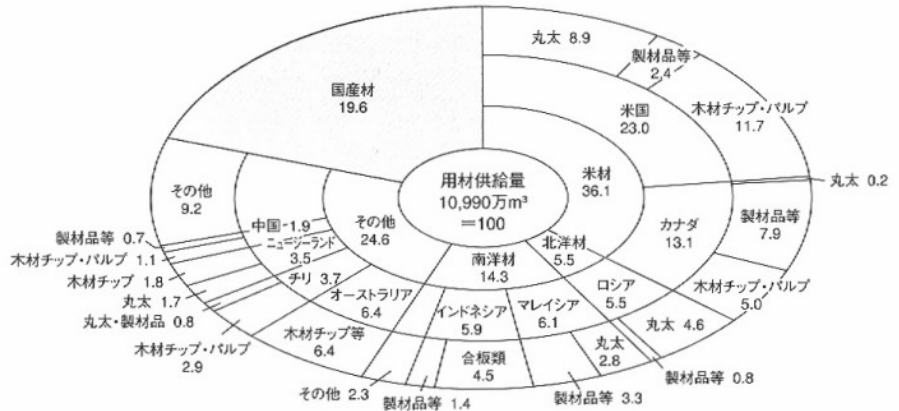 用材供給量
10,990万m³
＝100
国産材
19.6
米材
36.1
米国
23.0
丸太 8.9
製材品等
2.4
木材チップ・パルプ
11.7
カナダ
13.1
丸太 0.2
製材品等
7.9
木材チップ・パルプ
5.0
北洋材
5.5
ロシア
5.5
丸太 4.6
製材品等 0.8
南洋材
14.3
マレイシア
6.1
丸太
2.8
製材品等 3.3
インドネシア
5.9
合板類
4.5
製材品等 1.4
その他 2.3
その他
24.6
オーストラリア
6.4
木材チップ等
6.4
チリ 3.7
木材チップ・パルプ
2.9
丸太・製材品 0.8
ニュージーランド
3.5
丸太 1.7
木材チップ 1.8
中国 1.9
木材チップ・パルプ
1.1
製材品等 0.7
その他
9.2